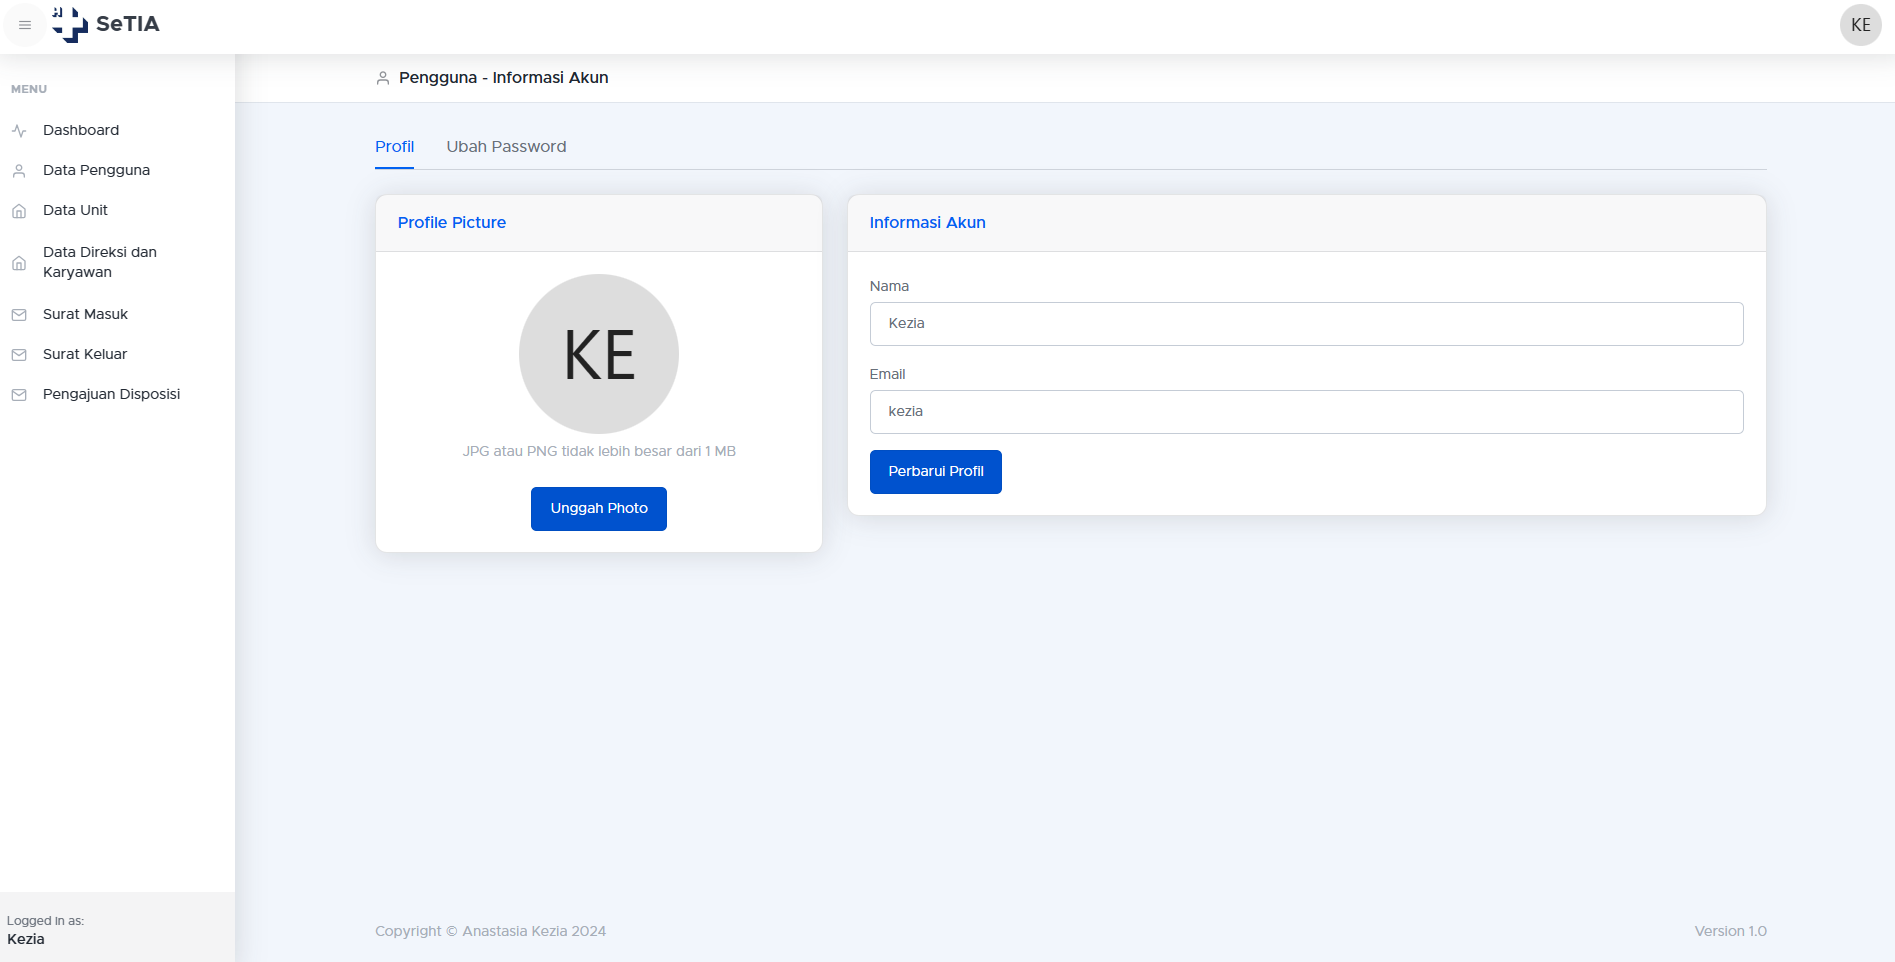 SeTIA
KE
MENU
Dashboard
Data Pengguna
Data Unit
Data Direksi dan
Karyawan
Surat Masuk
Surat Keluar
Pengajuan Disposisi
Logged in as:
Kezia
Pengguna - Informasi Akun
Profil
Ubah Password
Profile Picture
KE
JPG atau PNG tidak lebih besar dari 1 MB
Unggah Photo
Informasi Akun
Nama
Kezia
Email
kezia
Perbarui Profil
Copyright © Anastasia Kezia 2024
Version 1.0